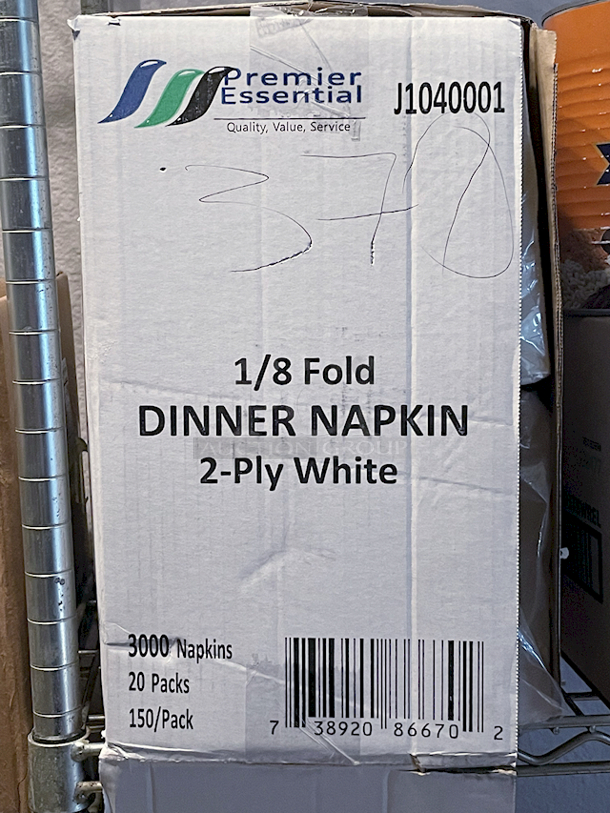 Premier
Essential
Quality, Value, Service
J1040001
370
1/8 Fold
DINNER NAPKIN
2-Ply White
3000 Napkins
20 Packs
150/Pack
7 38920 86670 2